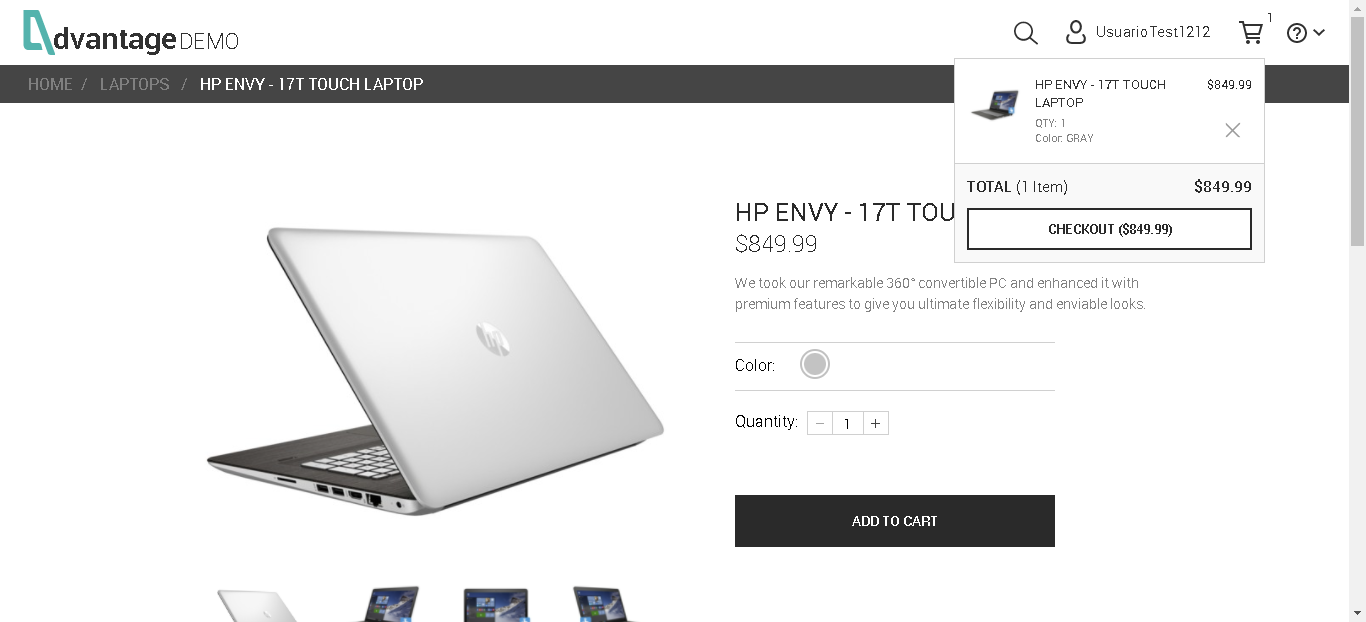 dvantage DEMO
UsuarioTest1212
1
HOME / LAPTOPS / HP ENVY - 17T TOUCH LAPTOP
HP ENVY - 17T TOUCH LAPTOP
$849.99
QTY: 1
Color: GRAY
TOTAL (1 Item) $849.99
CHECKOUT ($849.99)
HP ENVY - 17T TOU
$849.99
We took our remarkable 360° convertible PC and enhanced it with
premium features to give you ultimate flexibility and enviable looks.
Color:
Quantity: − 1 +
ADD TO CART